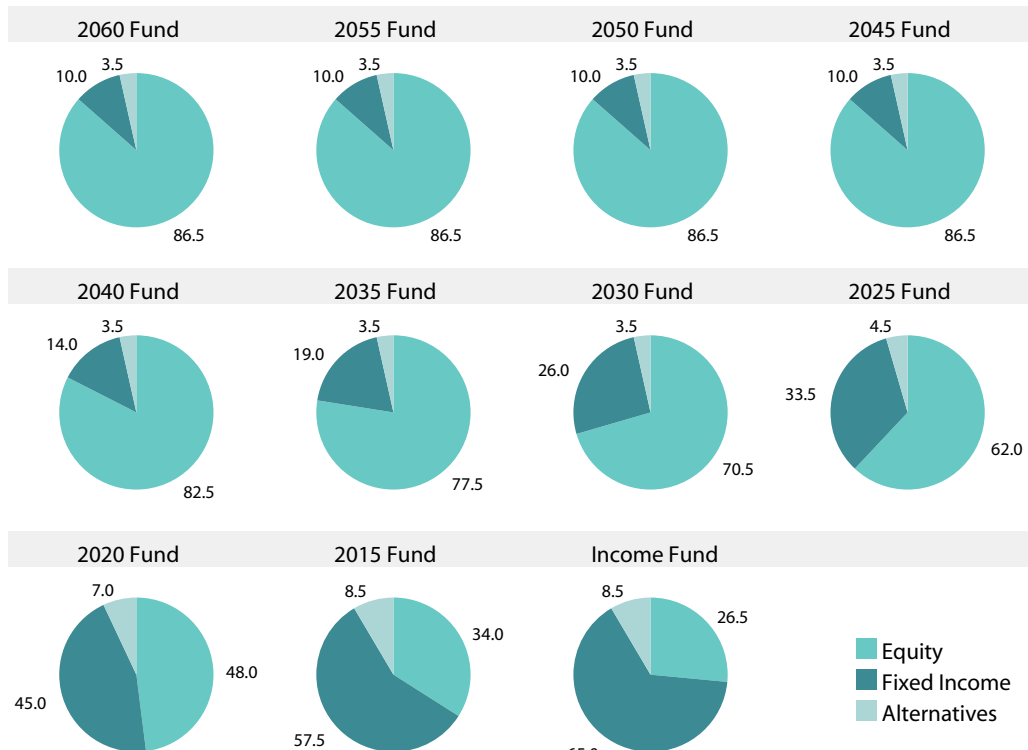 2060 Fund 2055 Fund 2050 Fund 2045 Fund
3.5 3.5 3.5 3.5
10.0 10.0 10.0 10.0
86.5 86.5 86.5 86.5
2040 Fund 2035 Fund 2030 Fund 2025 Fund
3.5 3.5 3.5 4.5
14.0 19.0 26.0 33.5
82.5 77.5 70.5 62.0
2020 Fund 2015 Fund Income Fund
7.0 8.5 8.5
48.0 34.0 26.5
45.0 57.5
Equity
Fixed Income
Alternatives